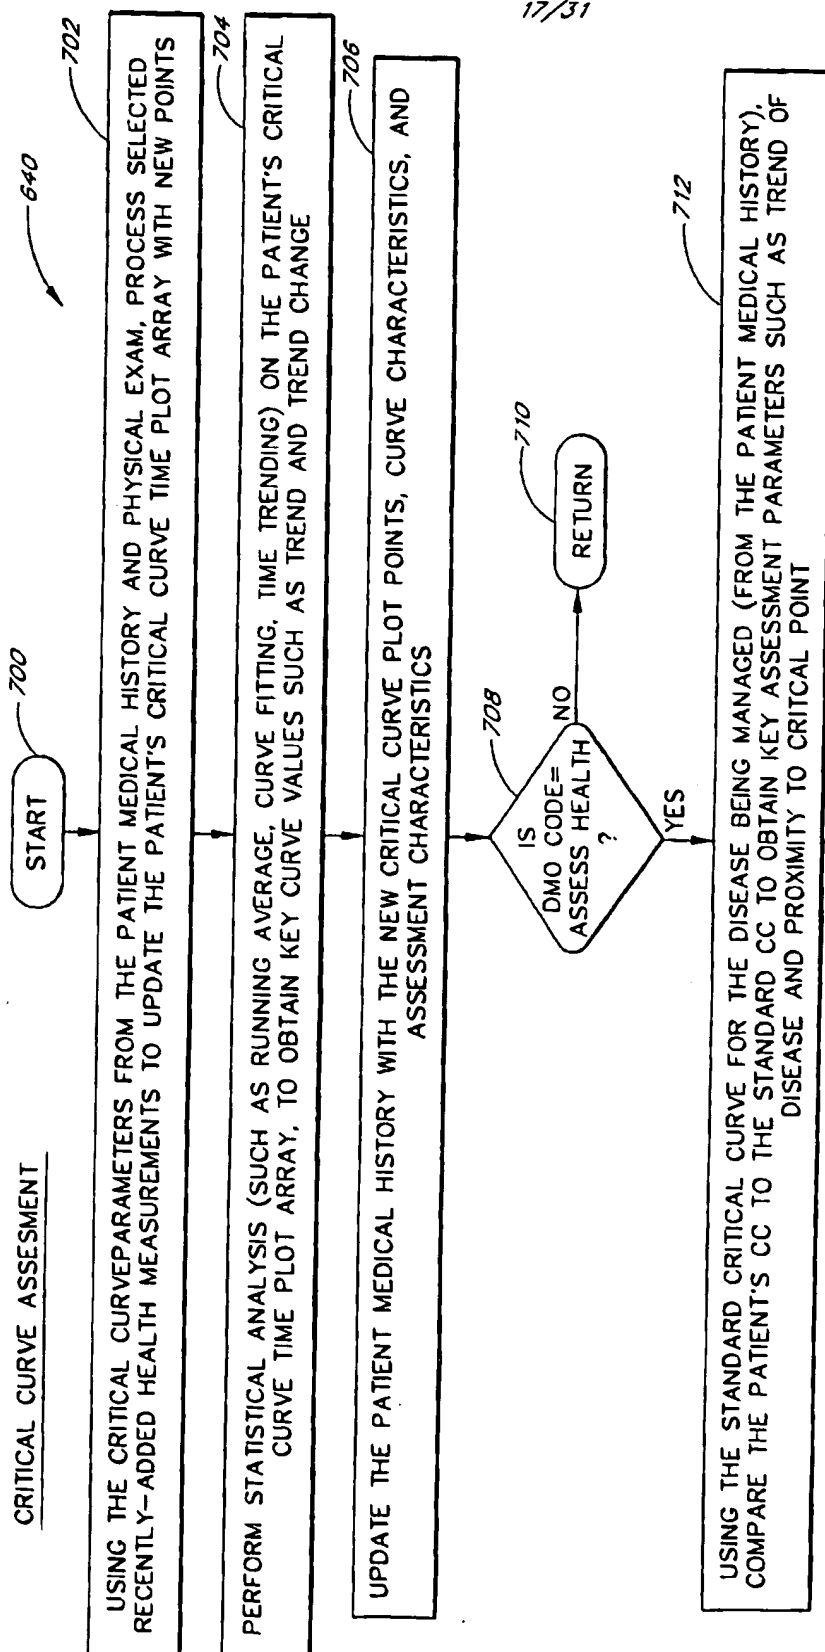 17/31
CRITICAL CURVE ASSESMENT
640
START
700
USING THE CRITICAL CURVEPARAMETERS FROM THE PATIENT MEDICAL HISTORY AND PHYSICAL EXAM, PROCESS SELECTED
RECENTLY-ADDED HEALTH MEASUREMENTS TO UPDATE THE PATIENT'S CRITICAL CURVE TIME PLOT ARRAY WITH NEW POINTS
702
PERFORM STATISTICAL ANALYSIS (SUCH AS RUNNING AVERAGE, CURVE FITTING, TIME TRENDING) ON THE PATIENT'S CRITICAL
CURVE TIME PLOT ARRAY, TO OBTAIN KEY CURVE VALUES SUCH AS TREND AND TREND CHANGE
704
UPDATE THE PATIENT MEDICAL HISTORY WITH THE NEW CRITICAL CURVE PLOT POINTS, CURVE CHARACTERISTICS, AND
ASSESSMENT CHARACTERISTICS
706
IS
DMO CODE=
ASSESS HEALTH
?
708
NO
RETURN
710
YES
USING THE STANDARD CRITICAL CURVE FOR THE DISEASE BEING MANAGED (FROM THE PATIENT MEDICAL HISTORY),
COMPARE THE PATIENT'S CC TO THE STANDARD CC TO OBTAIN KEY ASSESSMENT PARAMETERS SUCH AS TREND OF
DISEASE AND PROXIMITY TO CRITCAL POINT
712